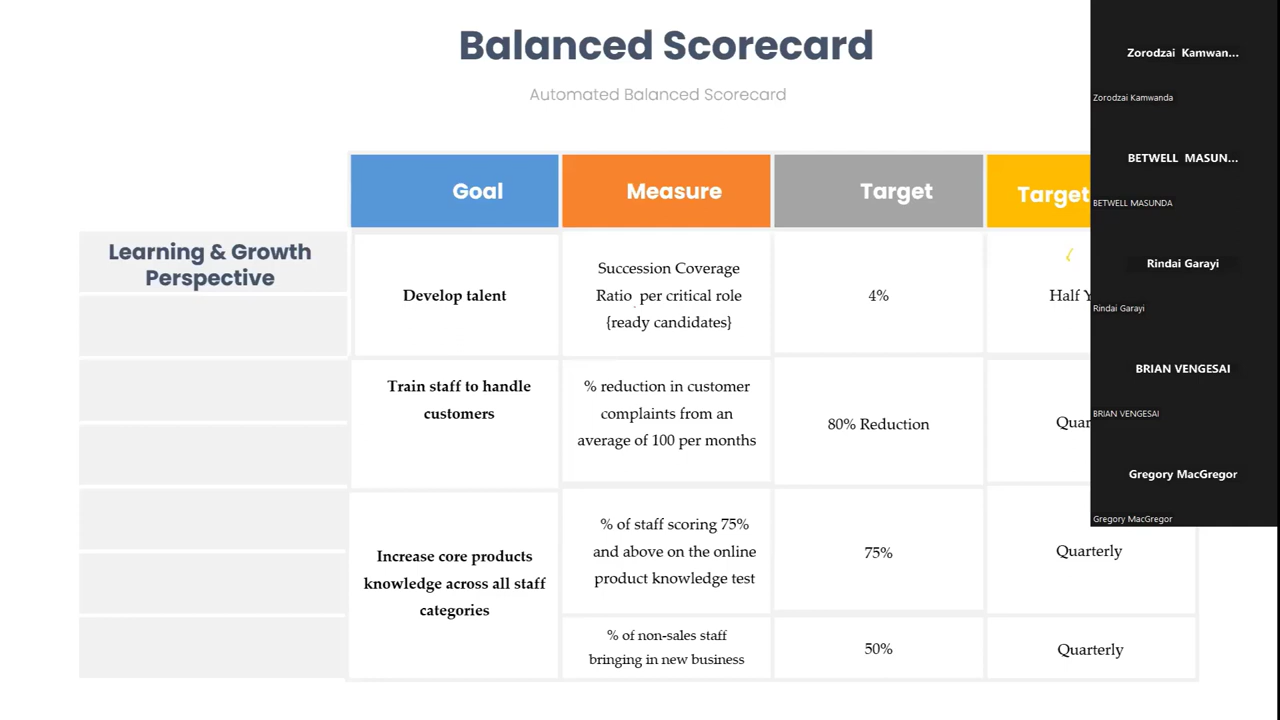 Balanced Scorecard
Automated Balanced Scorecard
Goal
Measure
Target
Target
Learning & Growth
Perspective
Develop talent
Succession Coverage
Ratio per critical role
{ready candidates}
4%
Half
Train staff to handle
customers
% reduction in customer
complaints from an
average of 100 per months
80% Reduction
Increase core products
knowledge across all staff
categories
% of staff scoring 75%
and above on the online
product knowledge test
75%
Quarterly
% of non-sales staff
bringing in new business
50%
Quarterly
Zorodzai Kamwan...
Zorodzai Kamwanda
BETWELL MASUN...
BETWELL MASUNDA
Rindai Garayi
Rindai Garayi
BRIAN VENGESAI
BRIAN VENGESAI
Gregory MacGregor
Gregory MacGregor